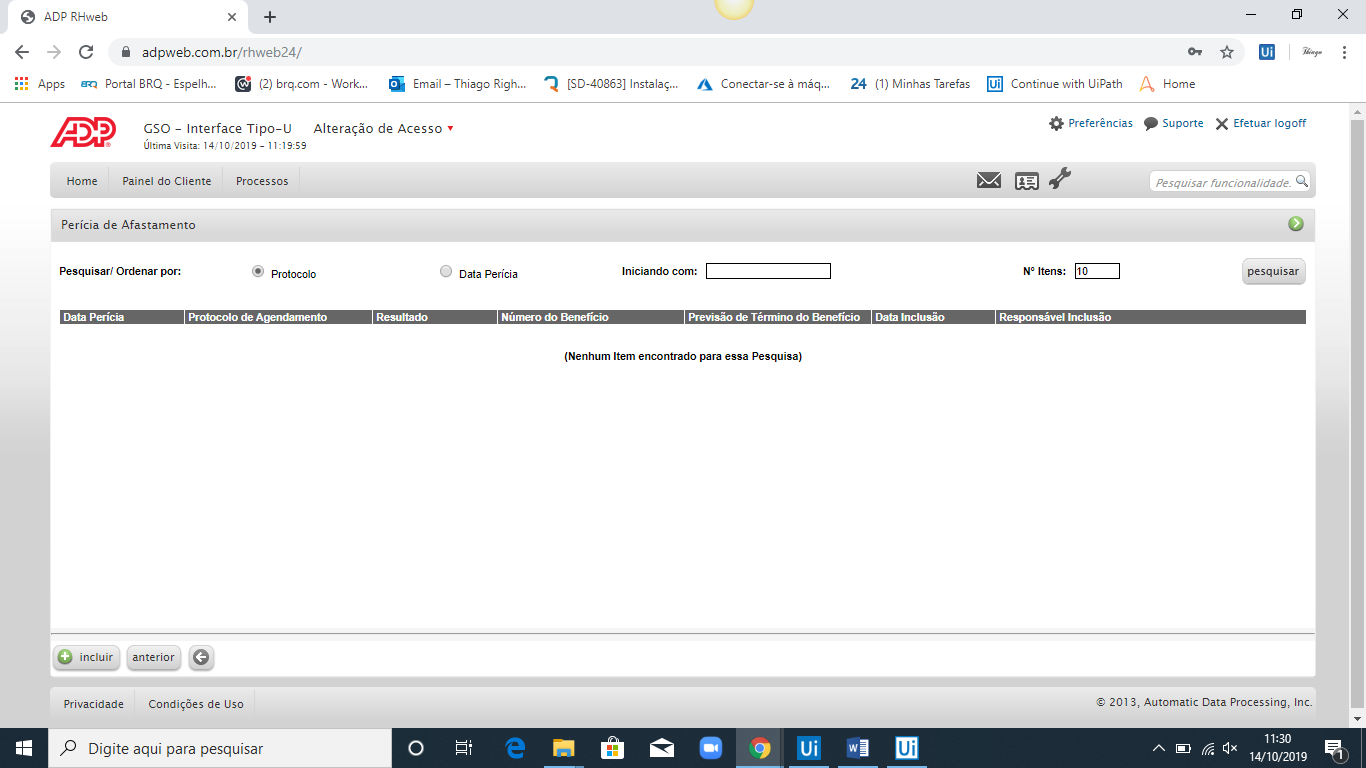 ADP RHweb
adpweb.com.br/rhweb24/
Apps
BRQ Portal BRQ - Espelh...
(2) brq.com - Work...
Email – Thiago Righ...
[SD-40863] Instalaç...
Conectar-se à máq...
24 (1) Minhas Tarefas
Ui Continue with UiPath
Home
ADP
GSO - Interface Tipo-U
Alteração de Acesso
Última Visita: 14/10/2019 - 11:19:59
Preferências
Suporte
Efetuar logoff
Home
Painel do Cliente
Processos
Pesquisar funcionalidade.
Perícia de Afastamento
Pesquisar/ Ordenar por:
Protocolo
Data Perícia
Iniciando com:
Nº Itens: 10
pesquisar
Data Perícia
Protocolo de Agendamento
Resultado
Número do Benefício
Previsão de Término do Benefício
Data Inclusão
Responsável Inclusão
(Nenhum Item encontrado para essa Pesquisa)
incluir
anterior
Privacidade
Condições de Uso
© 2013, Automatic Data Processing, Inc.
Digite aqui para pesquisar
Ui
Ui
11:30
14/10/2019
1